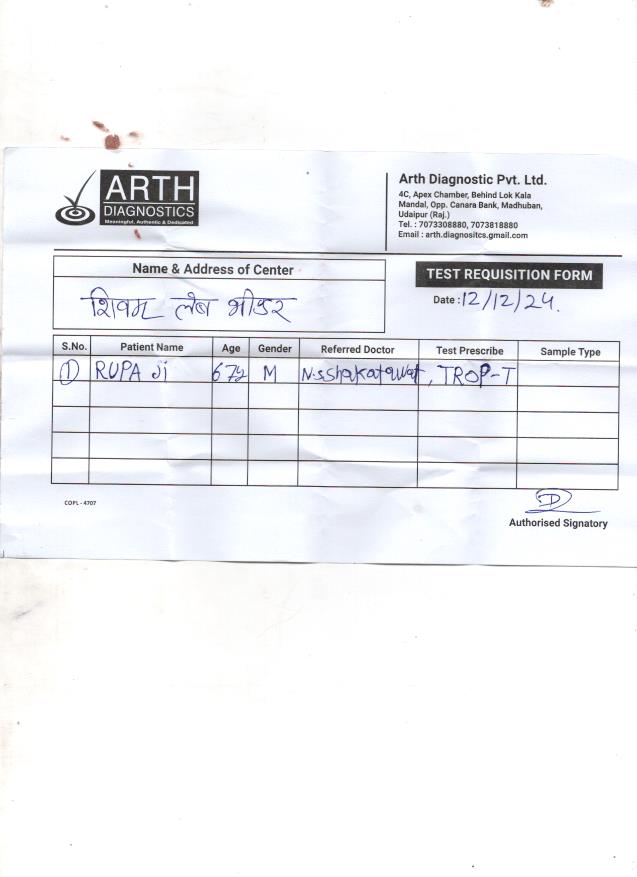 ARTH
DIAGNOSTICS
Meaningful, Authentic & Dedicated
Arth Diagnostic Pvt. Ltd.
4C, Apex Chamber, Behind Lok Kala
Mandal, Opp. Canara Bank, Madhuban,
Udaipur (Raj.)
Tel. : 7073308880, 7073818880
Email : arth.diagnositcs.gmail.com
Name & Address of Center
शिवम लेब भीडर
TEST REQUISITION FORM
Date : 12/12/24.
S.No. Patient Name Age Gender Referred Doctor Test Prescribe Sample Type
1 RUPA Ji 67y M N.S Shakatawat, TROP-T
COPL - 4707
Authorised Signatory